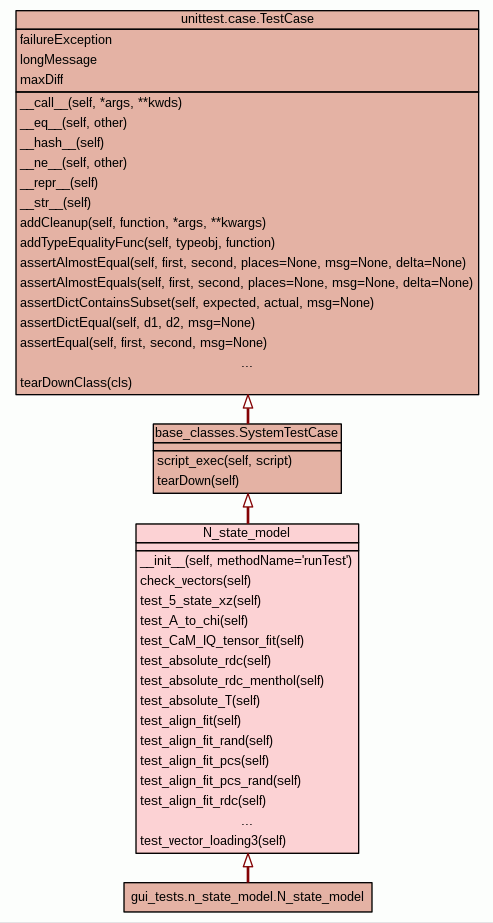 unittest.case.TestCase
failureException
longMessage
maxDiff
__call__(self, *args, **kwds)
__eq__(self, other)
__hash__(self)
__ne__(self, other)
__repr__(self)
__str__(self)
addCleanup(self, function, *args, **kwargs)
addTypeEqualityFunc(self, typeobj, function)
assertAlmostEqual(self, first, second, places=None, msg=None, delta=None)
assertAlmostEquals(self, first, second, places=None, msg=None, delta=None)
assertDictContainsSubset(self, expected, actual, msg=None)
assertDictEqual(self, d1, d2, msg=None)
assertEqual(self, first, second, msg=None)
...
tearDownClass(cls)
base_classes.SystemTestCase
script_exec(self, script)
tearDown(self)
N_state_model
__init__(self, methodName='runTest')
check_vectors(self)
test_5_state_xz(self)
test_A_to_chi(self)
test_CaM_IQ_tensor_fit(self)
test_absolute_rdc(self)
test_absolute_rdc_menthol(self)
test_absolute_T(self)
test_align_fit(self)
test_align_fit_rand(self)
test_align_fit_pcs(self)
test_align_fit_pcs_rand(self)
test_align_fit_rdc(self)
...
test_vector_loading3(self)
gui_tests.n_state_model.N_state_model